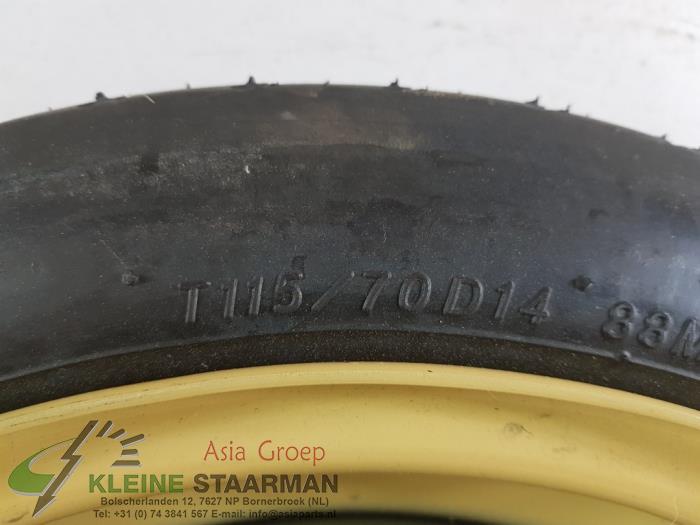 T115/70D14 88M
Asia Groep
KLEINE STAARMAN
Bolscherlanden 12, 7627 NP Bornerbroek (NL)
Tel: +31 (0) 74 3841 567 E-mail: info@asiaparts.nl